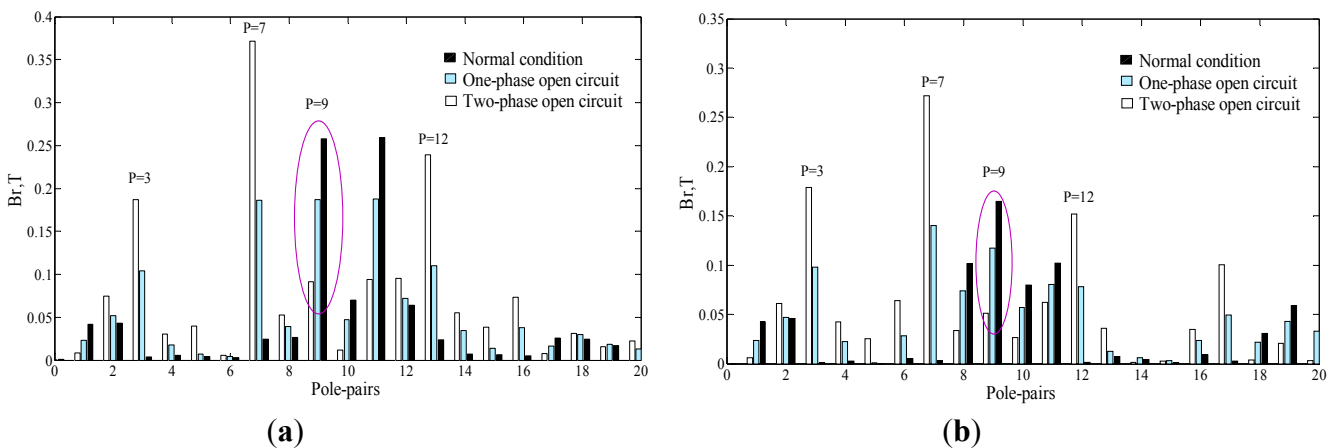 0.4
0.35
0.3
0.25
0.2
0.15
0.1
0.05
0
Br,T
P=3
P=7
P=9
P=12
Normal condition
One-phase open circuit
Two-phase open circuit
0 2 4 6 8 10 12 14 16 18 20
Pole-pairs
(a)
0.35
0.3
0.25
0.2
0.15
0.1
0.05
0
Br,T
P=3
P=7
P=9
P=12
Normal condition
One-phase open circuit
Two-phase open circuit
0 2 4 6 8 10 12 14 16 18 20
Pole-pairs
(b)